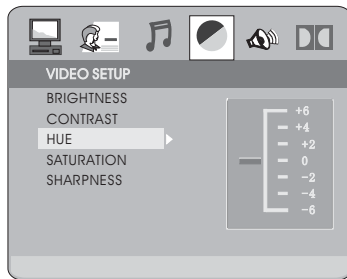 VIDEO SETUP
BRIGHTNESS
CONTRAST
HUE
SATURATION
SHARPNESS
+6
+4
+2
0
-2
-4
-6